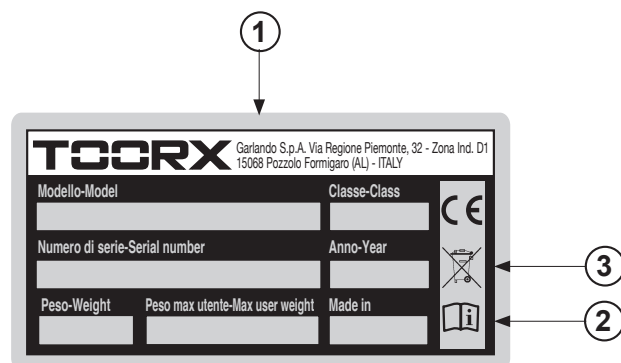 1
TOORX Garlando S.p.A. Via Regione Piemonte, 32 - Zona Ind. D1
15068 Pozzolo Formigaro (AL) - ITALY
Modello-Model Classe-Class
CE
Numero di serie-Serial number Anno-Year
3
Peso-Weight Peso max utente-Max user weight Made in
i
2